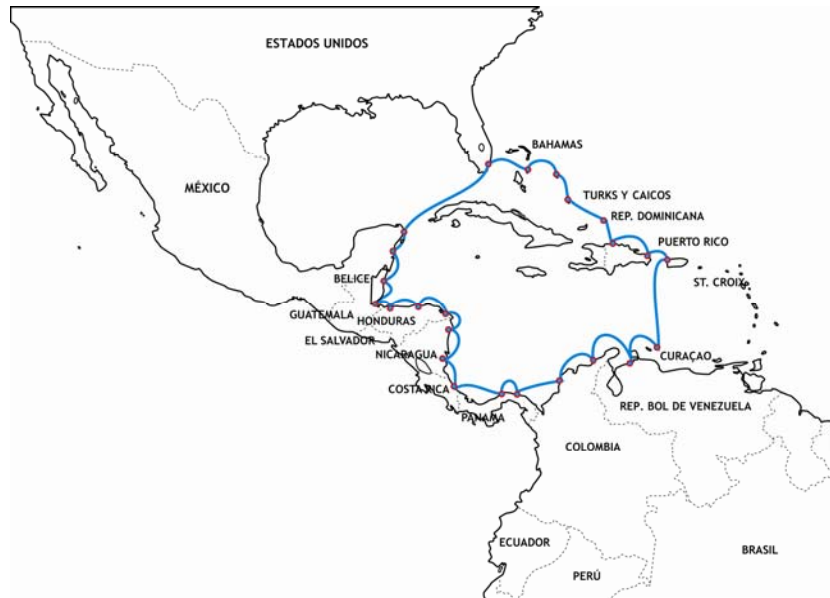 ESTADOS UNIDOS
BAHAMAS
MÉXICO
TURKS Y CAICOS
REP. DOMINICANA
PUERTO RICO
BELICE
ST. CROIX
GUATEMALA
HONDURAS
EL SALVADOR
NICARAGUA
CURAÇAO
COSTA RICA
REP. BOL DE VENEZUELA
PANAMA
COLOMBIA
ECUADOR
BRASIL
PERÚ